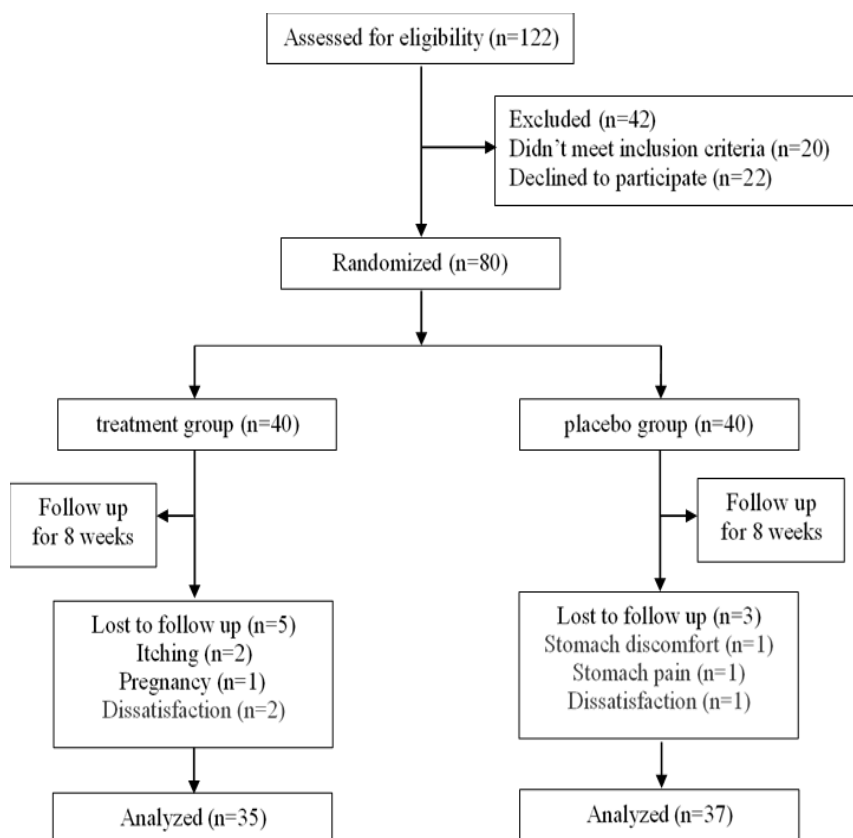 Assessed for eligibility (n=122)
Excluded (n=42)
Didn’t meet inclusion criteria (n=20)
Declined to participate (n=22)
Randomized (n=80)
treatment group (n=40)
placebo group (n=40)
Follow up
for 8 weeks
Follow up
for 8 weeks
Lost to follow up (n=5)
Itching (n=2)
Pregnancy (n=1)
Dissatisfaction (n=2)
Lost to follow up (n=3)
Stomach discomfort (n=1)
Stomach pain (n=1)
Dissatisfaction (n=1)
Analyzed (n=35)
Analyzed (n=37)